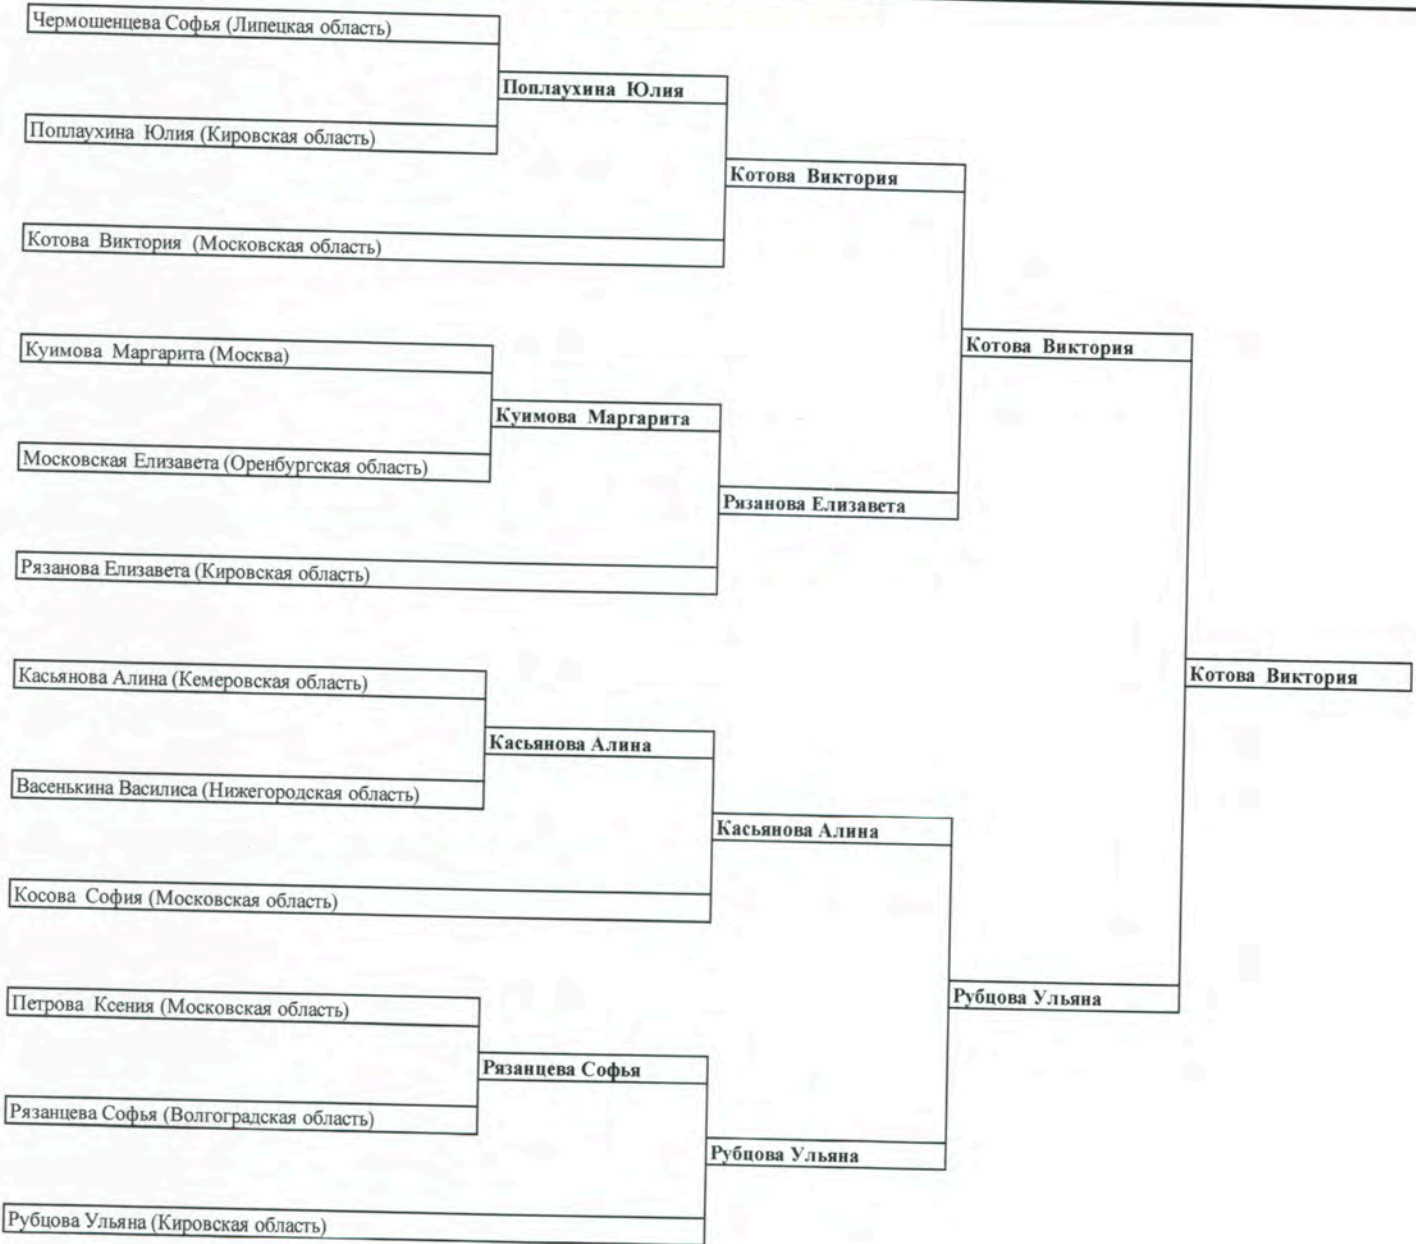 Чермошенцева Софья (Липецкая область)
Поплаухина Юлия
Поплаухина Юлия (Кировская область)
Котова Виктория
Котова Виктория (Московская область)
Куимова Маргарита (Москва)
Котова Виктория
Куимова Маргарита
Московская Елизавета (Оренбургская область)
Рязанова Елизавета
Рязанова Елизавета (Кировская область)
Касьянова Алина (Кемеровская область)
Котова Виктория
Касьянова Алина
Васенькина Василиса (Нижегородская область)
Касьянова Алина
Косова София (Московская область)
Петрова Ксения (Московская область)
Рубцова Ульяна
Рязанцева Софья
Рязанцева Софья (Волгоградская область)
Рубцова Ульяна
Рубцова Ульяна (Кировская область)